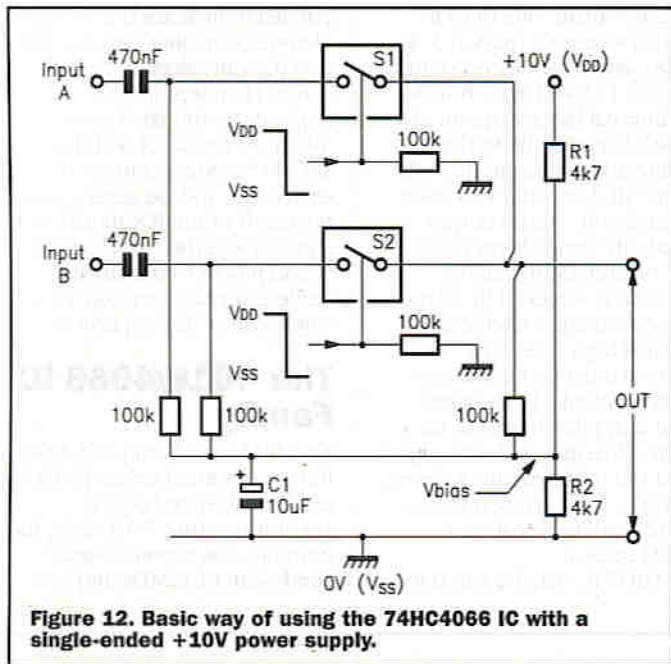 Input A
470nF
S1
+10V (VDD)
VDD
VSS
100k
R1
4k7
Input B
470nF
S2
VDD
VSS
100k
100k
100k
100k
OUT
Vbias
C1
+
10uF
R2
4k7
0V (VSS)
Figure 12. Basic way of using the 74HC4066 IC with a
single-ended +10V power supply.